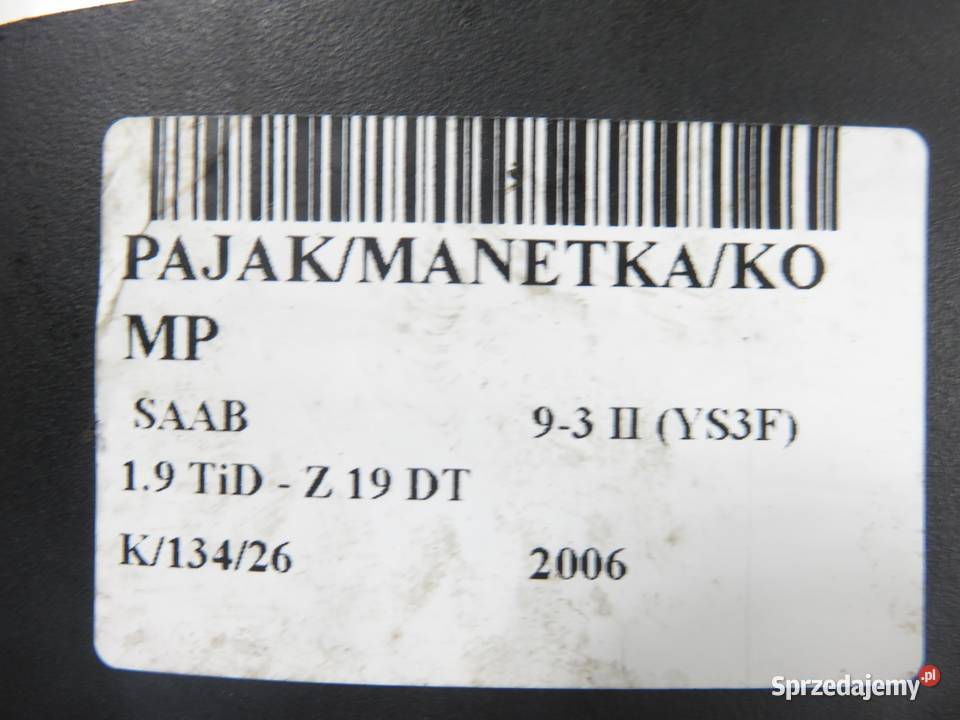 PAJAK/MANETKA/KO
MP
SAAB 9-3 II (YS3F)
1.9 TiD - Z 19 DT
K/134/26 2006
Sprzedajemy.pl